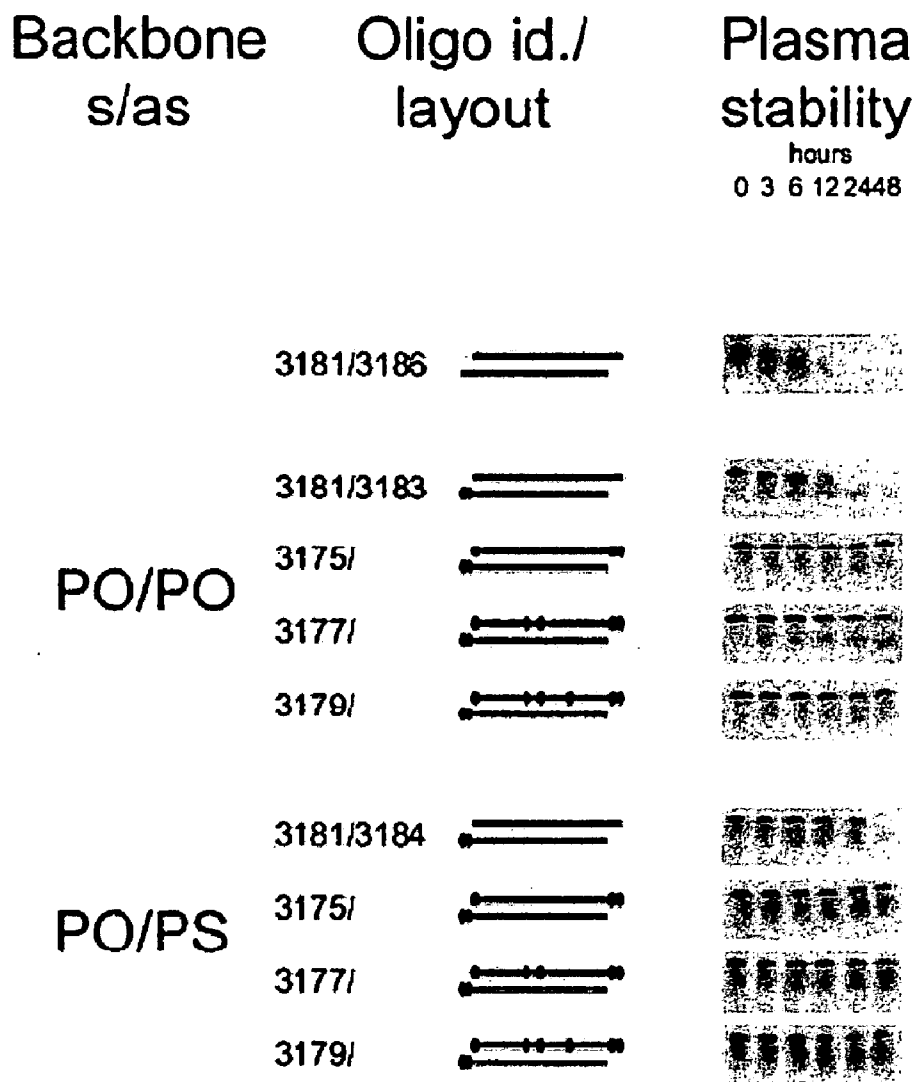 Backbone s/as
Oligo id./ layout
Plasma stability
hours
0 3 6 12 24 48
3181/3186
PO/PO
3181/3183
3175/
3177/
3179/
PO/PS
3181/3184
3175/
3177/
3179/